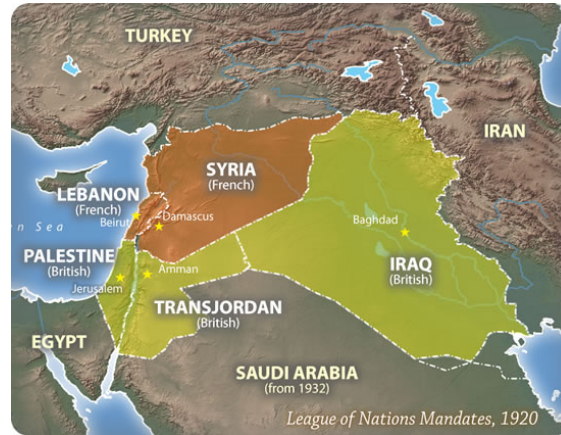 TURKEY
IRAN
SYRIA
(French)
LEBANON
(French)
Beirut
Damascus
Baghdad
PALESTINE
(British)
Amman
Jerusalem
IRAQ
(British)
TRANSJORDAN
(British)
EGYPT
SAUDI ARABIA
(from 1932)
League of Nations Mandates, 1920